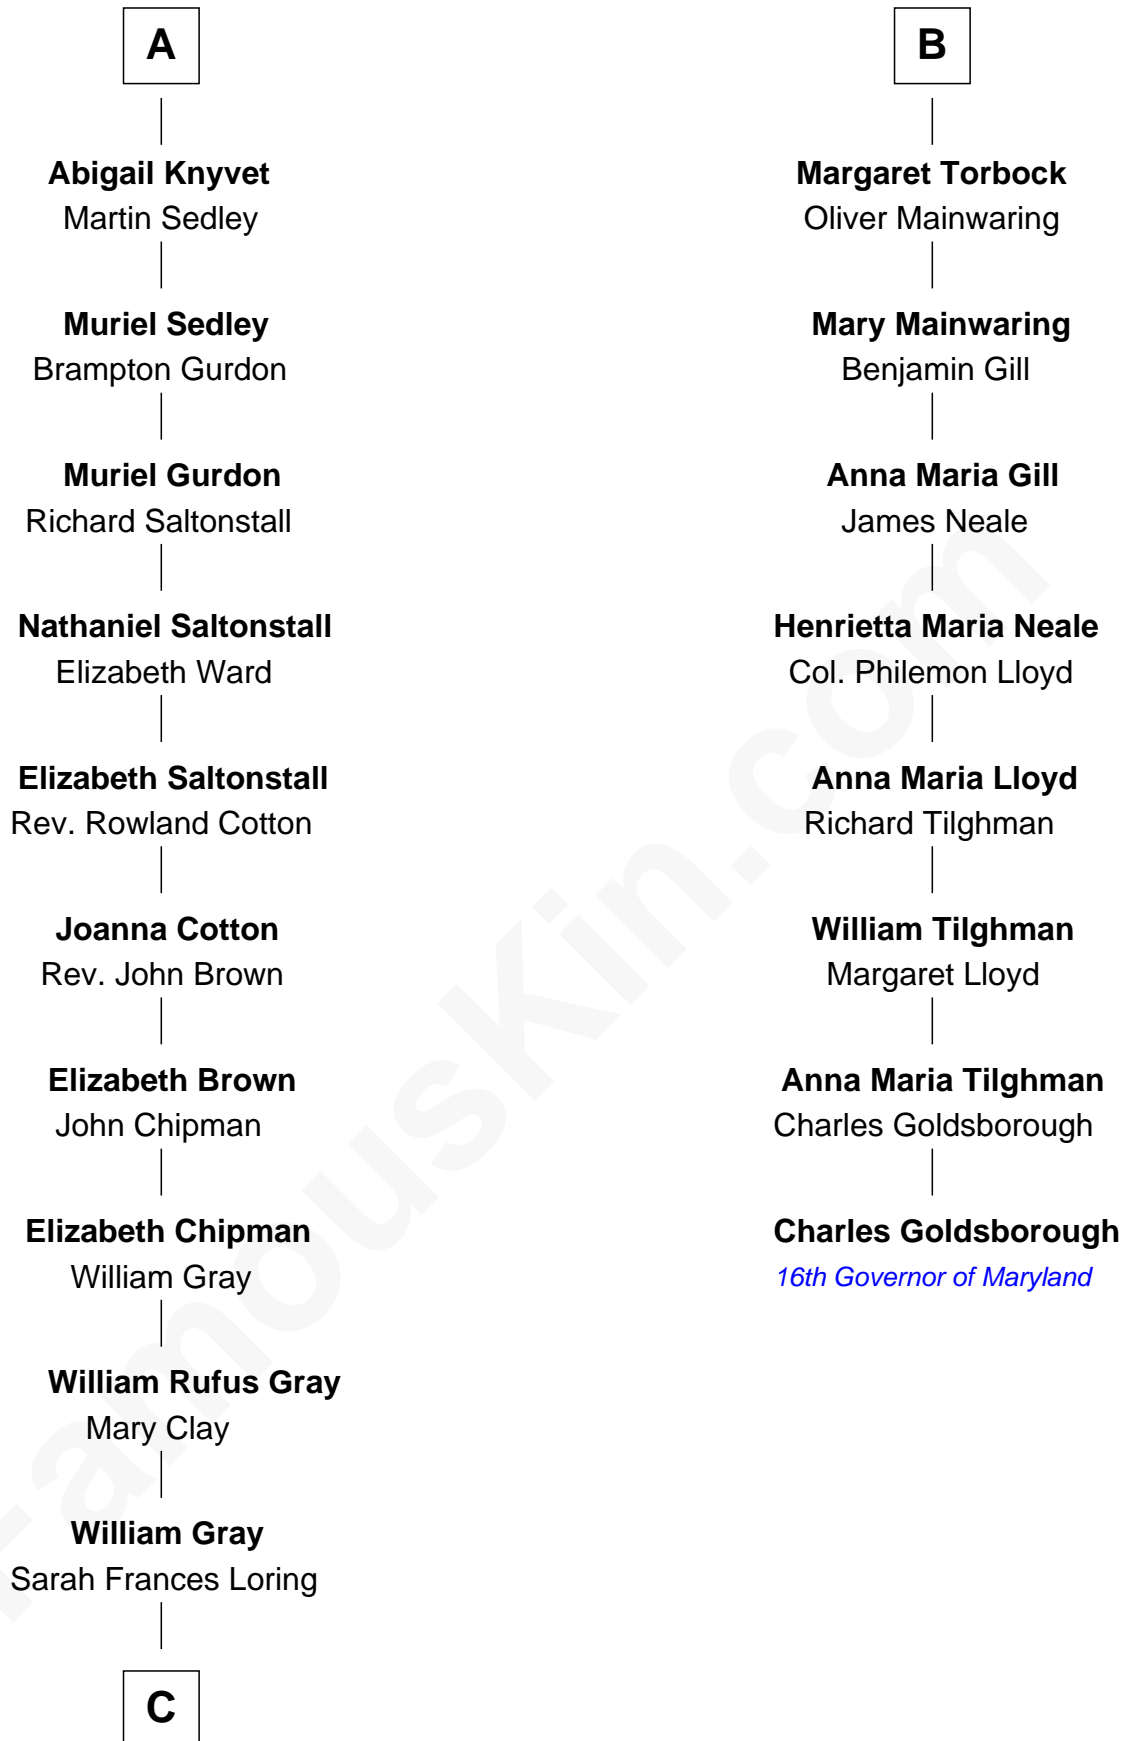 A
Abigail Knyvet
Martin Sedley
Muriel Sedley
Brampton Gurdon
Muriel Gurdon
Richard Saltonstall
Nathaniel Saltonstall
Elizabeth Ward
Elizabeth Saltonstall
Rev. Rowland Cotton
Joanna Cotton
Rev. John Brown
Elizabeth Brown
John Chipman
Elizabeth Chipman
William Gray
William Rufus Gray
Mary Clay
William Gray
Sarah Frances Loring
C
B
Margaret Torbock
Oliver Mainwaring
Mary Mainwaring
Benjamin Gill
Anna Maria Gill
James Neale
Henrietta Maria Neale
Col. Philemon Lloyd
Anna Maria Lloyd
Richard Tilghman
William Tilghman
Margaret Lloyd
Anna Maria Tilghman
Charles Goldsborough
Charles Goldsborough
16th Governor of Maryland
FamousKin.com